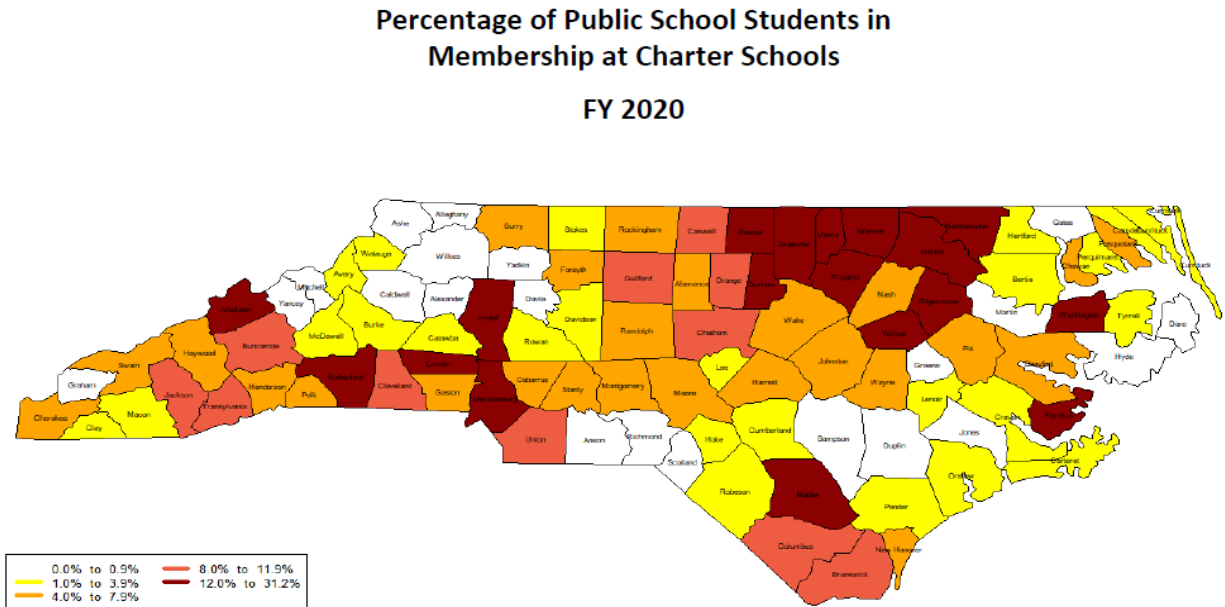 Percentage of Public School Students in
Membership at Charter Schools
FY 2020
Ashe
Alleghany
Surry
Stokes
Rockingham
Caswell
Person
Granville
Vance
Warren
Northampton
Hertford
Gates
Currituck
Camden
Pasquotank
Perquimans
Chowan
Halifax
Watauga
Wilkes
Yadkin
Forsyth
Guilford
Alamance
Orange
Durham
Franklin
Nash
Edgecombe
Bertie
Avery
Mitchell
Yancey
Caldwell
Alexander
Iredell
Davie
Davidson
Randolph
Chatham
Wake
Wilson
Martin
Washington
Tyrrell
Dare
Madison
Buncombe
McDowell
Burke
Catawba
Rowan
Lee
Johnston
Greene
Pitt
Beaufort
Hyde
Swain
Haywood
Rutherford
Lincoln
Cabarrus
Stanly
Montgomery
Moore
Harnett
Wayne
Graham
Jackson
Henderson
Polk
Cleveland
Gaston
Mecklenburg
Lenoir
Craven
Pamlico
Cherokee
Clay
Macon
Transylvania
Union
Anson
Richmond
Scotland
Hoke
Cumberland
Sampson
Duplin
Jones
Carteret
Onslow
Robeson
Bladen
Pender
Columbus
Brunswick
New Hanover
0.0% to 0.9%
1.0% to 3.9%
4.0% to 7.9%
8.0% to 11.9%
12.0% to 31.2%